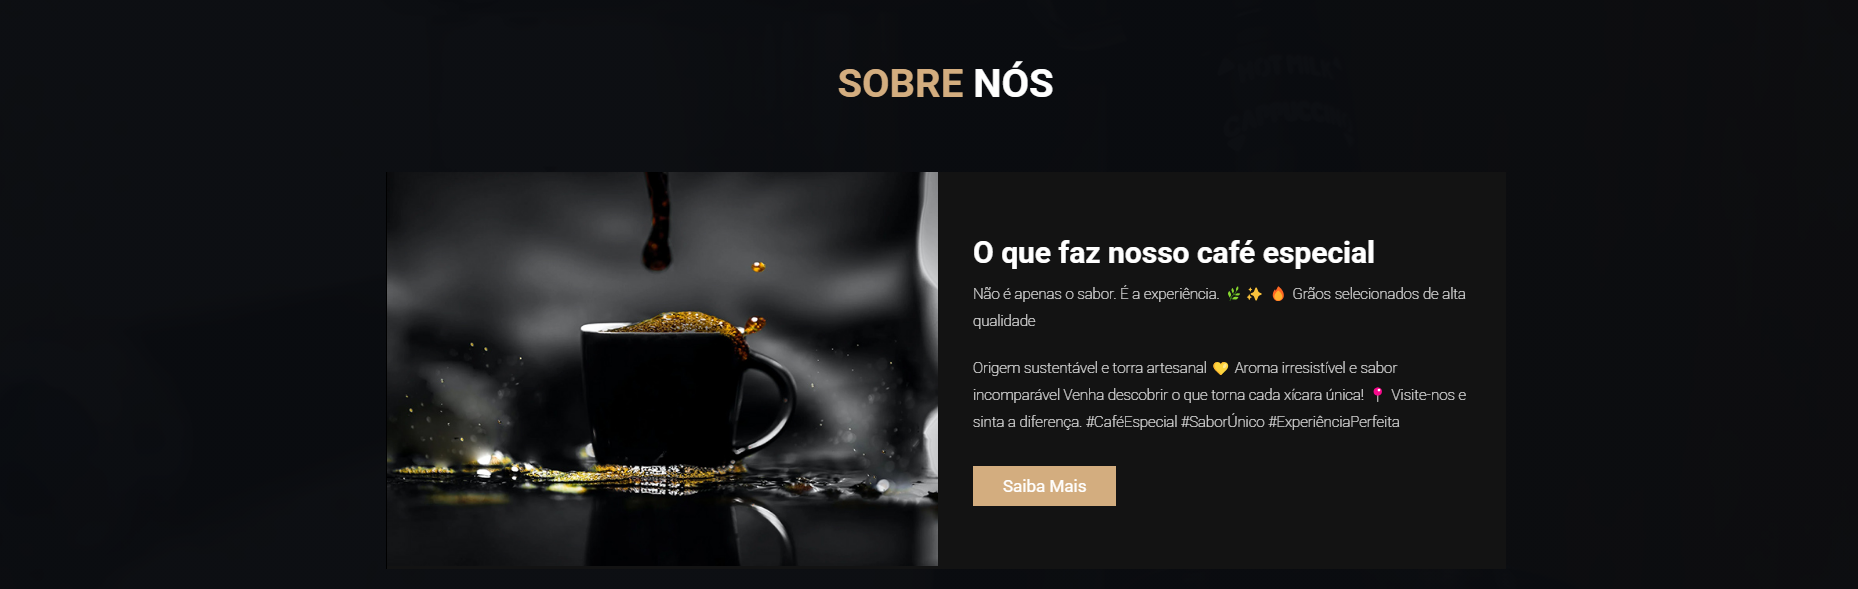 SOBRE NÓS
O que faz nosso café especial
Não é apenas o sabor. É a experiência. 🌿✨ 🔥 Grãos selecionados de alta
qualidade
Origem sustentável e torra artesanal 💛 Aroma irresistível e sabor
incomparável Venha descobrir o que torna cada xícara única! 📍 Visite-nos e
sinta a diferença. #CaféEspecial #SaborÚnico #ExperiênciaPerfeita
Saiba Mais